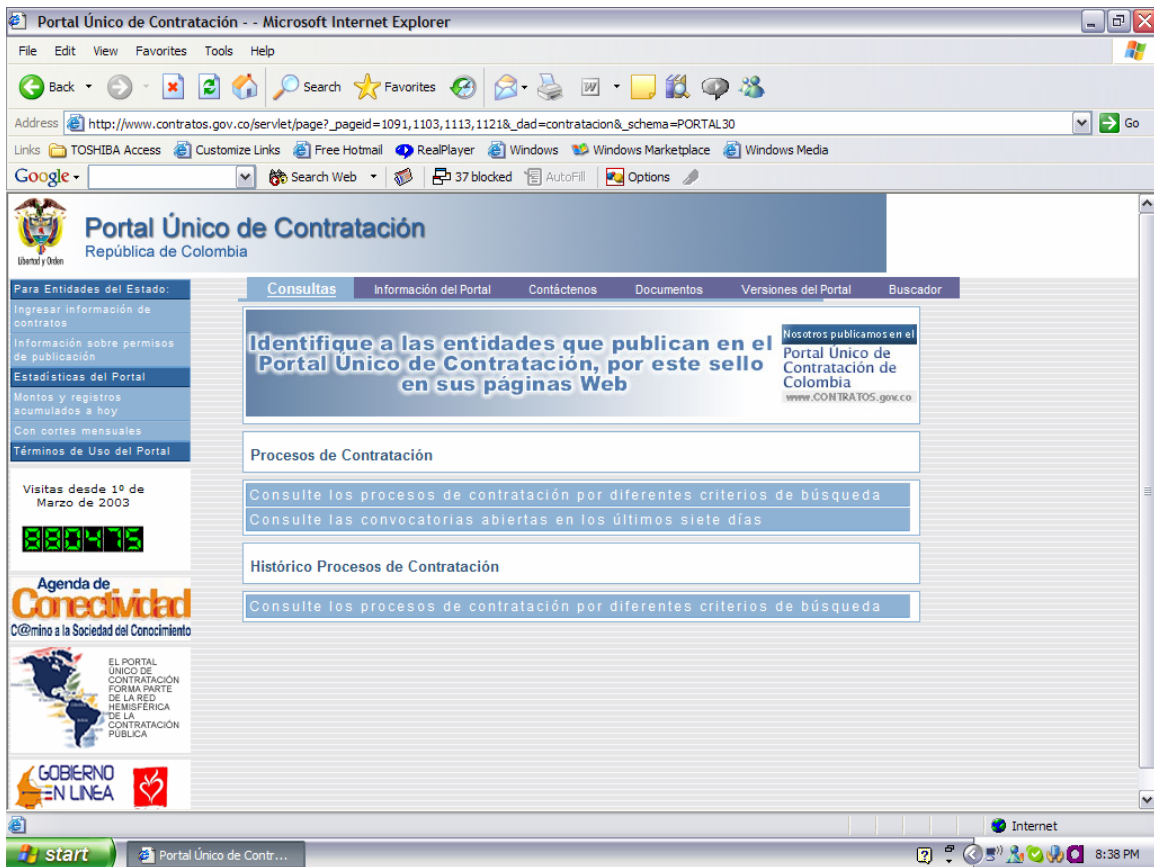 Portal Único de Contratación - - Microsoft Internet Explorer
File Edit View Favorites Tools Help
Back Search Favorites
Address http://www.contratos.gov.co/servlet/page?_pageid=1091,1103,1113,1121&_dad=contratacion&_schema=PORTAL30 Go
Links TOSHIBA Access Customize Links Free Hotmail RealPlayer Windows Windows Marketplace Windows Media
Google Search Web 37 blocked AutoFill Options
Portal Único de Contratación
República de Colombia
Libertad y Orden
Consultas Información del Portal Contáctenos Documentos Versiones del Portal Buscador
Para Entidades del Estado:
Ingresar información de
contratos
Información sobre permisos
de publicación
Estadísticas del Portal
Montos y registros
acumulados a hoy
Con cortes mensuales
Términos de Uso del Portal
Visitas desde 1º de
Marzo de 2003
880475
Agenda de
Conectividad
C@mino a la Sociedad del Conocimiento
EL PORTAL
ÚNICO DE
CONTRATACIÓN
FORMA PARTE
DE LA RED
HEMISFÉRICA
DE LA
CONTRATACIÓN
PÚBLICA
GOBIERNO
EN LINEA
Identifique a las entidades que publican en el
Portal Único de Contratación, por este sello
en sus páginas Web
Nosotros publicamos en el
Portal Único de
Contratación de
Colombia
www.CONTRATOS.gov.co
Procesos de Contratación
Consulte los procesos de contratación por diferentes criterios de búsqueda
Consulte las convocatorias abiertas en los últimos siete días
Histórico Procesos de Contratación
Consulte los procesos de contratación por diferentes criterios de búsqueda
Internet
start Portal Único de Contr... 8:38 PM